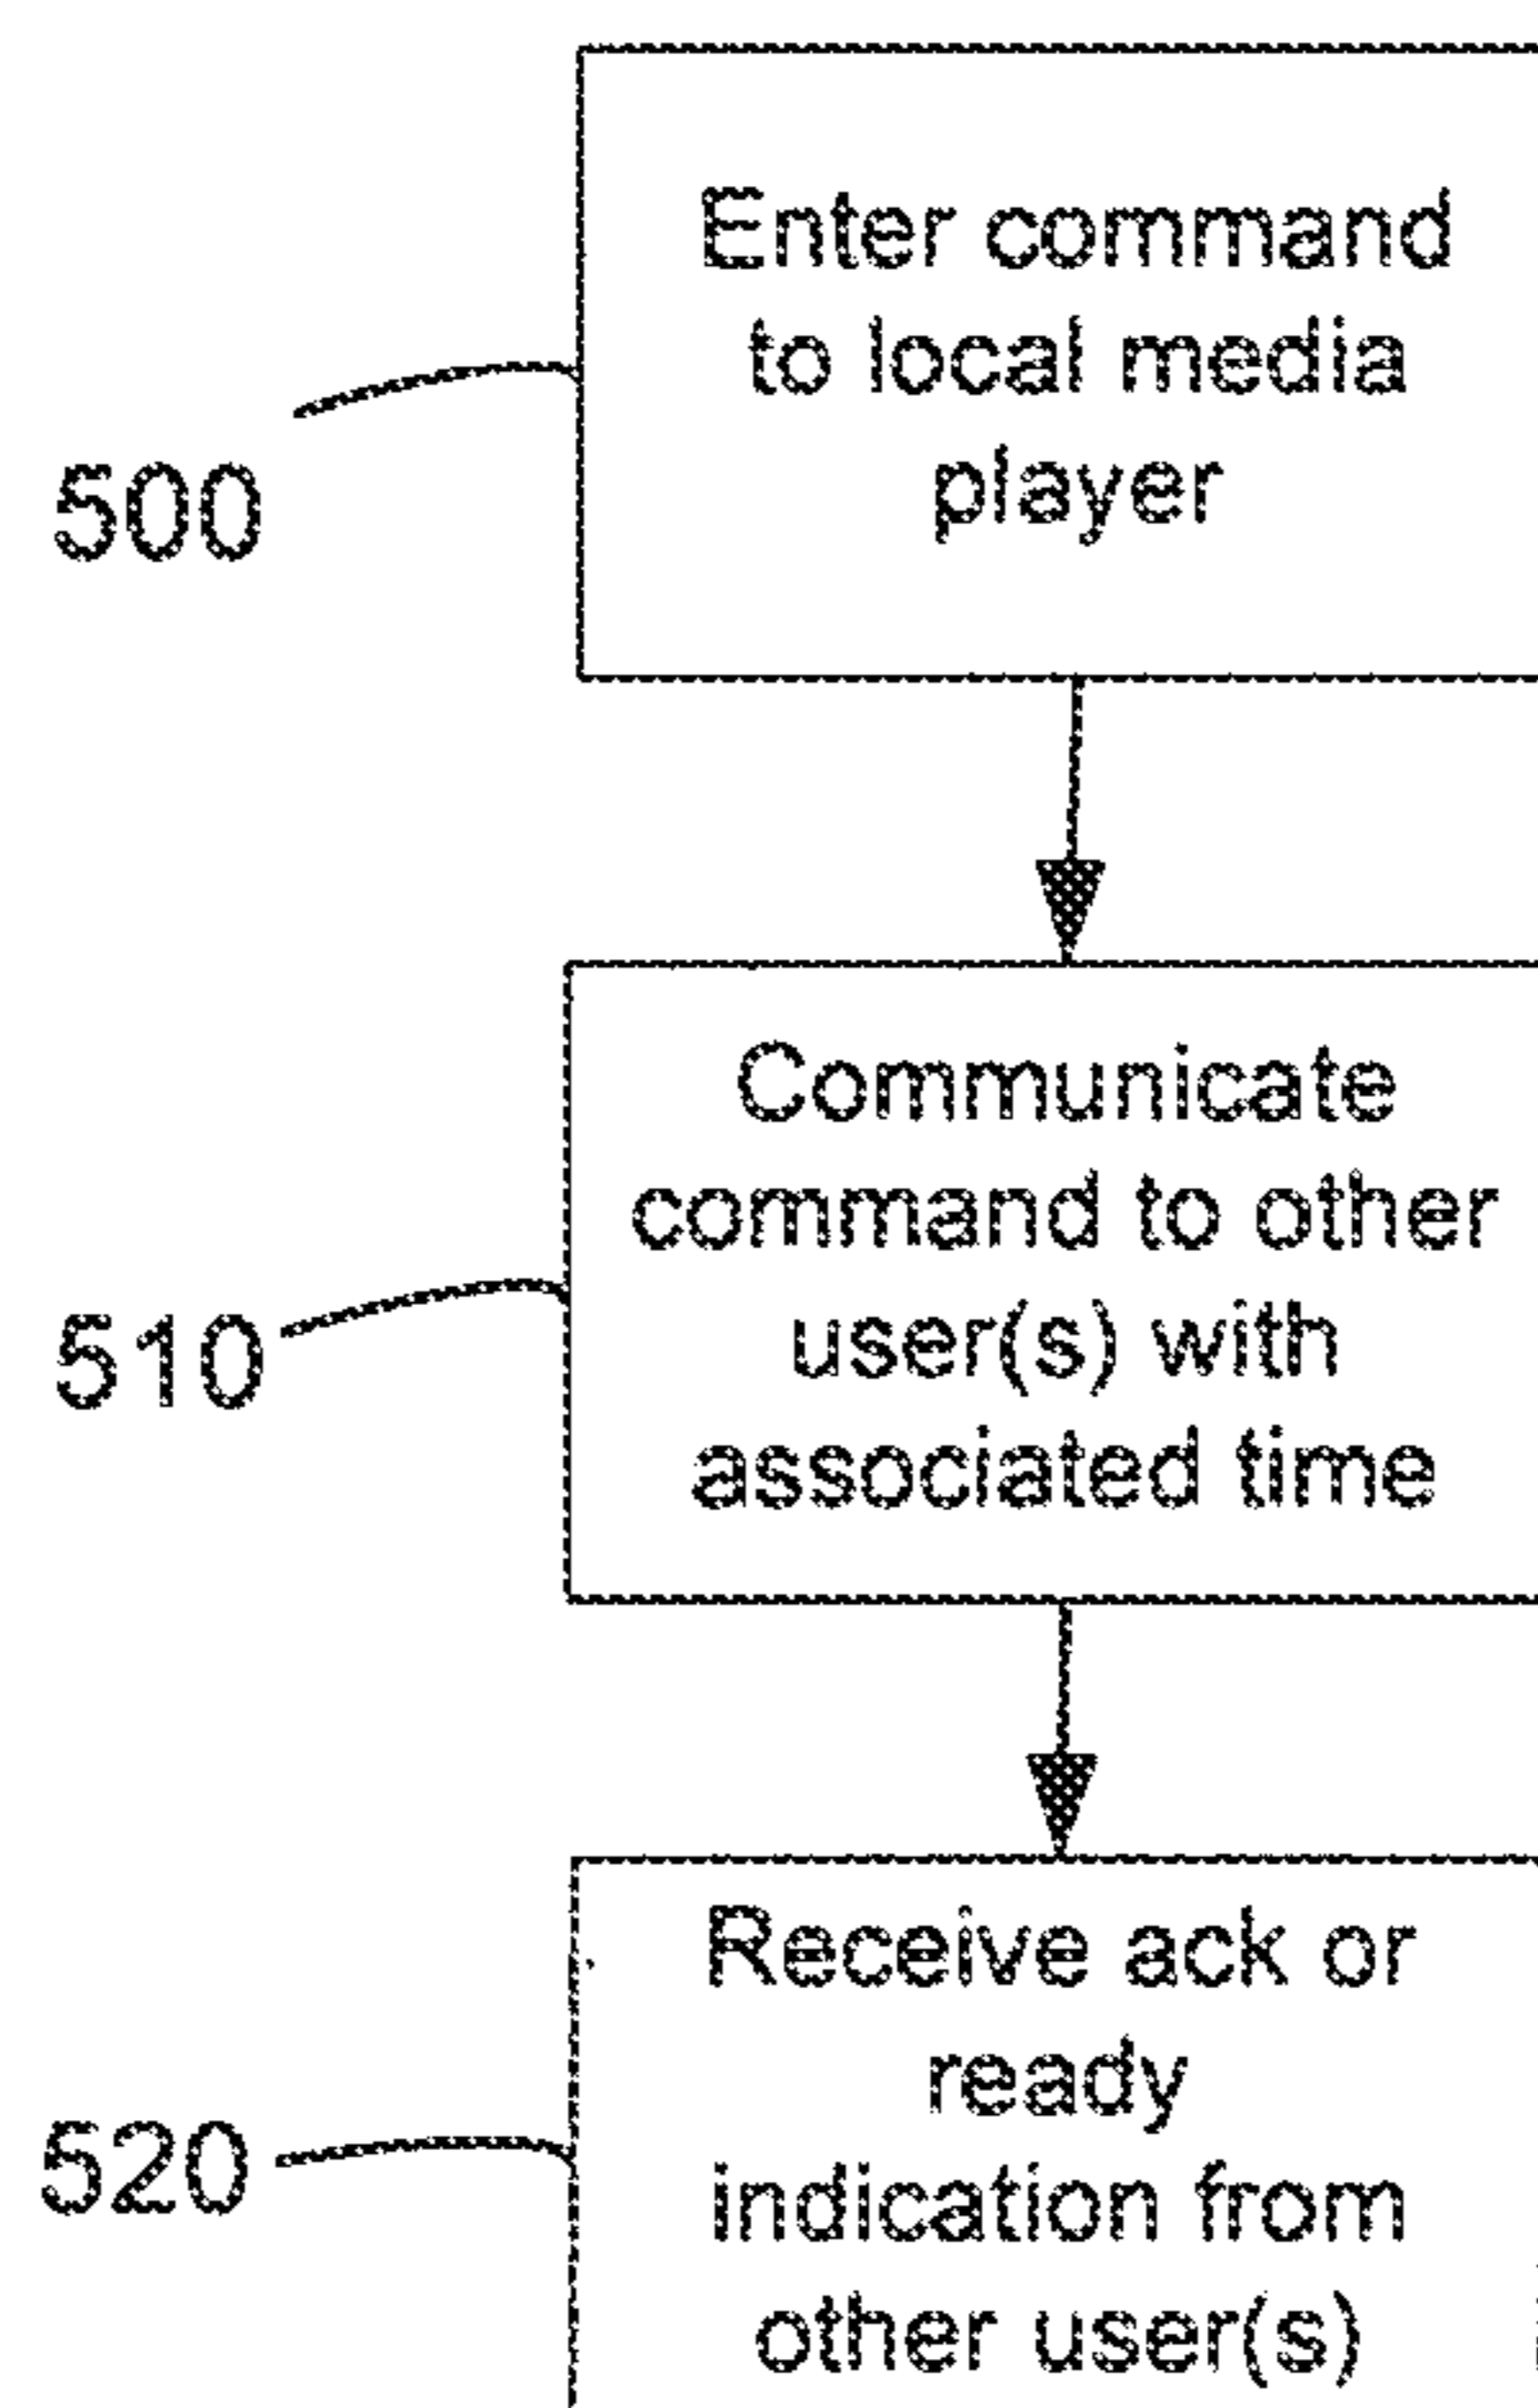 Enter command
to local media
player
500
Communicate
command to other
user(s) with
associated time
510
Receive ack or
ready
indication from
other user(s)
520